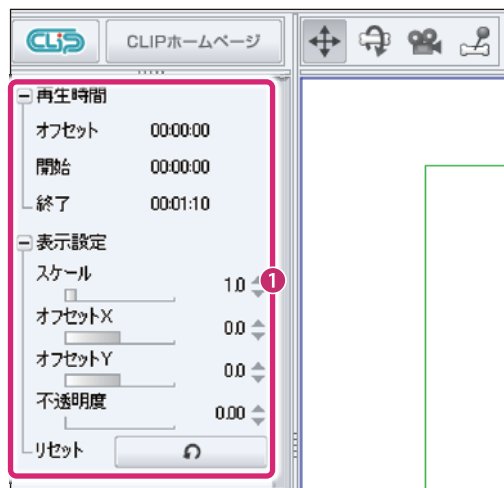 CLiP CLIPホームページ
再生時間
オフセット 00:00:00
開始 00:00:00
終了 00:01:10
表示設定
スケール
1.0 1
オフセットX
0.0
オフセットY
0.0
不透明度
0.00
リセット